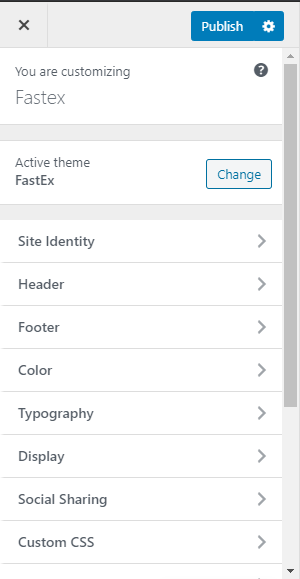 Publish
You are customizing
Fastex
Active theme
FastEx
Change
Site Identity
Header
Footer
Color
Typography
Display
Social Sharing
Custom CSS